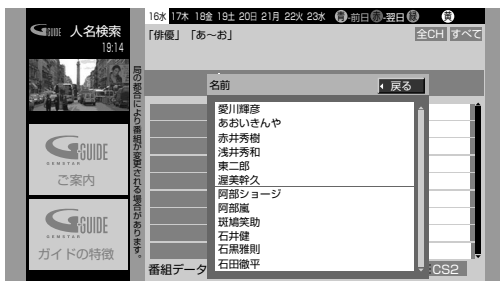 GGUIDE 人名検索
19:14
16水 17木 18金 19土 20日 21月 22火 23水 青-前日 赤-翌日 黄
「俳優」「あ~お」 全CH すべて
局の都合により番組が変更される場合があります。
名前 戻る
愛川輝彦
あおいきんや
赤井秀樹
浅井秀和
東二郎
渥美幹久
阿部ショージ
阿部嵐
斑鳩笑助
石井健
石黒雅則
石田徹平
GGUIDE
GEMSTAR
ご案内
GGUIDE
GEMSTAR
ガイドの特徴
番組データ
CS2